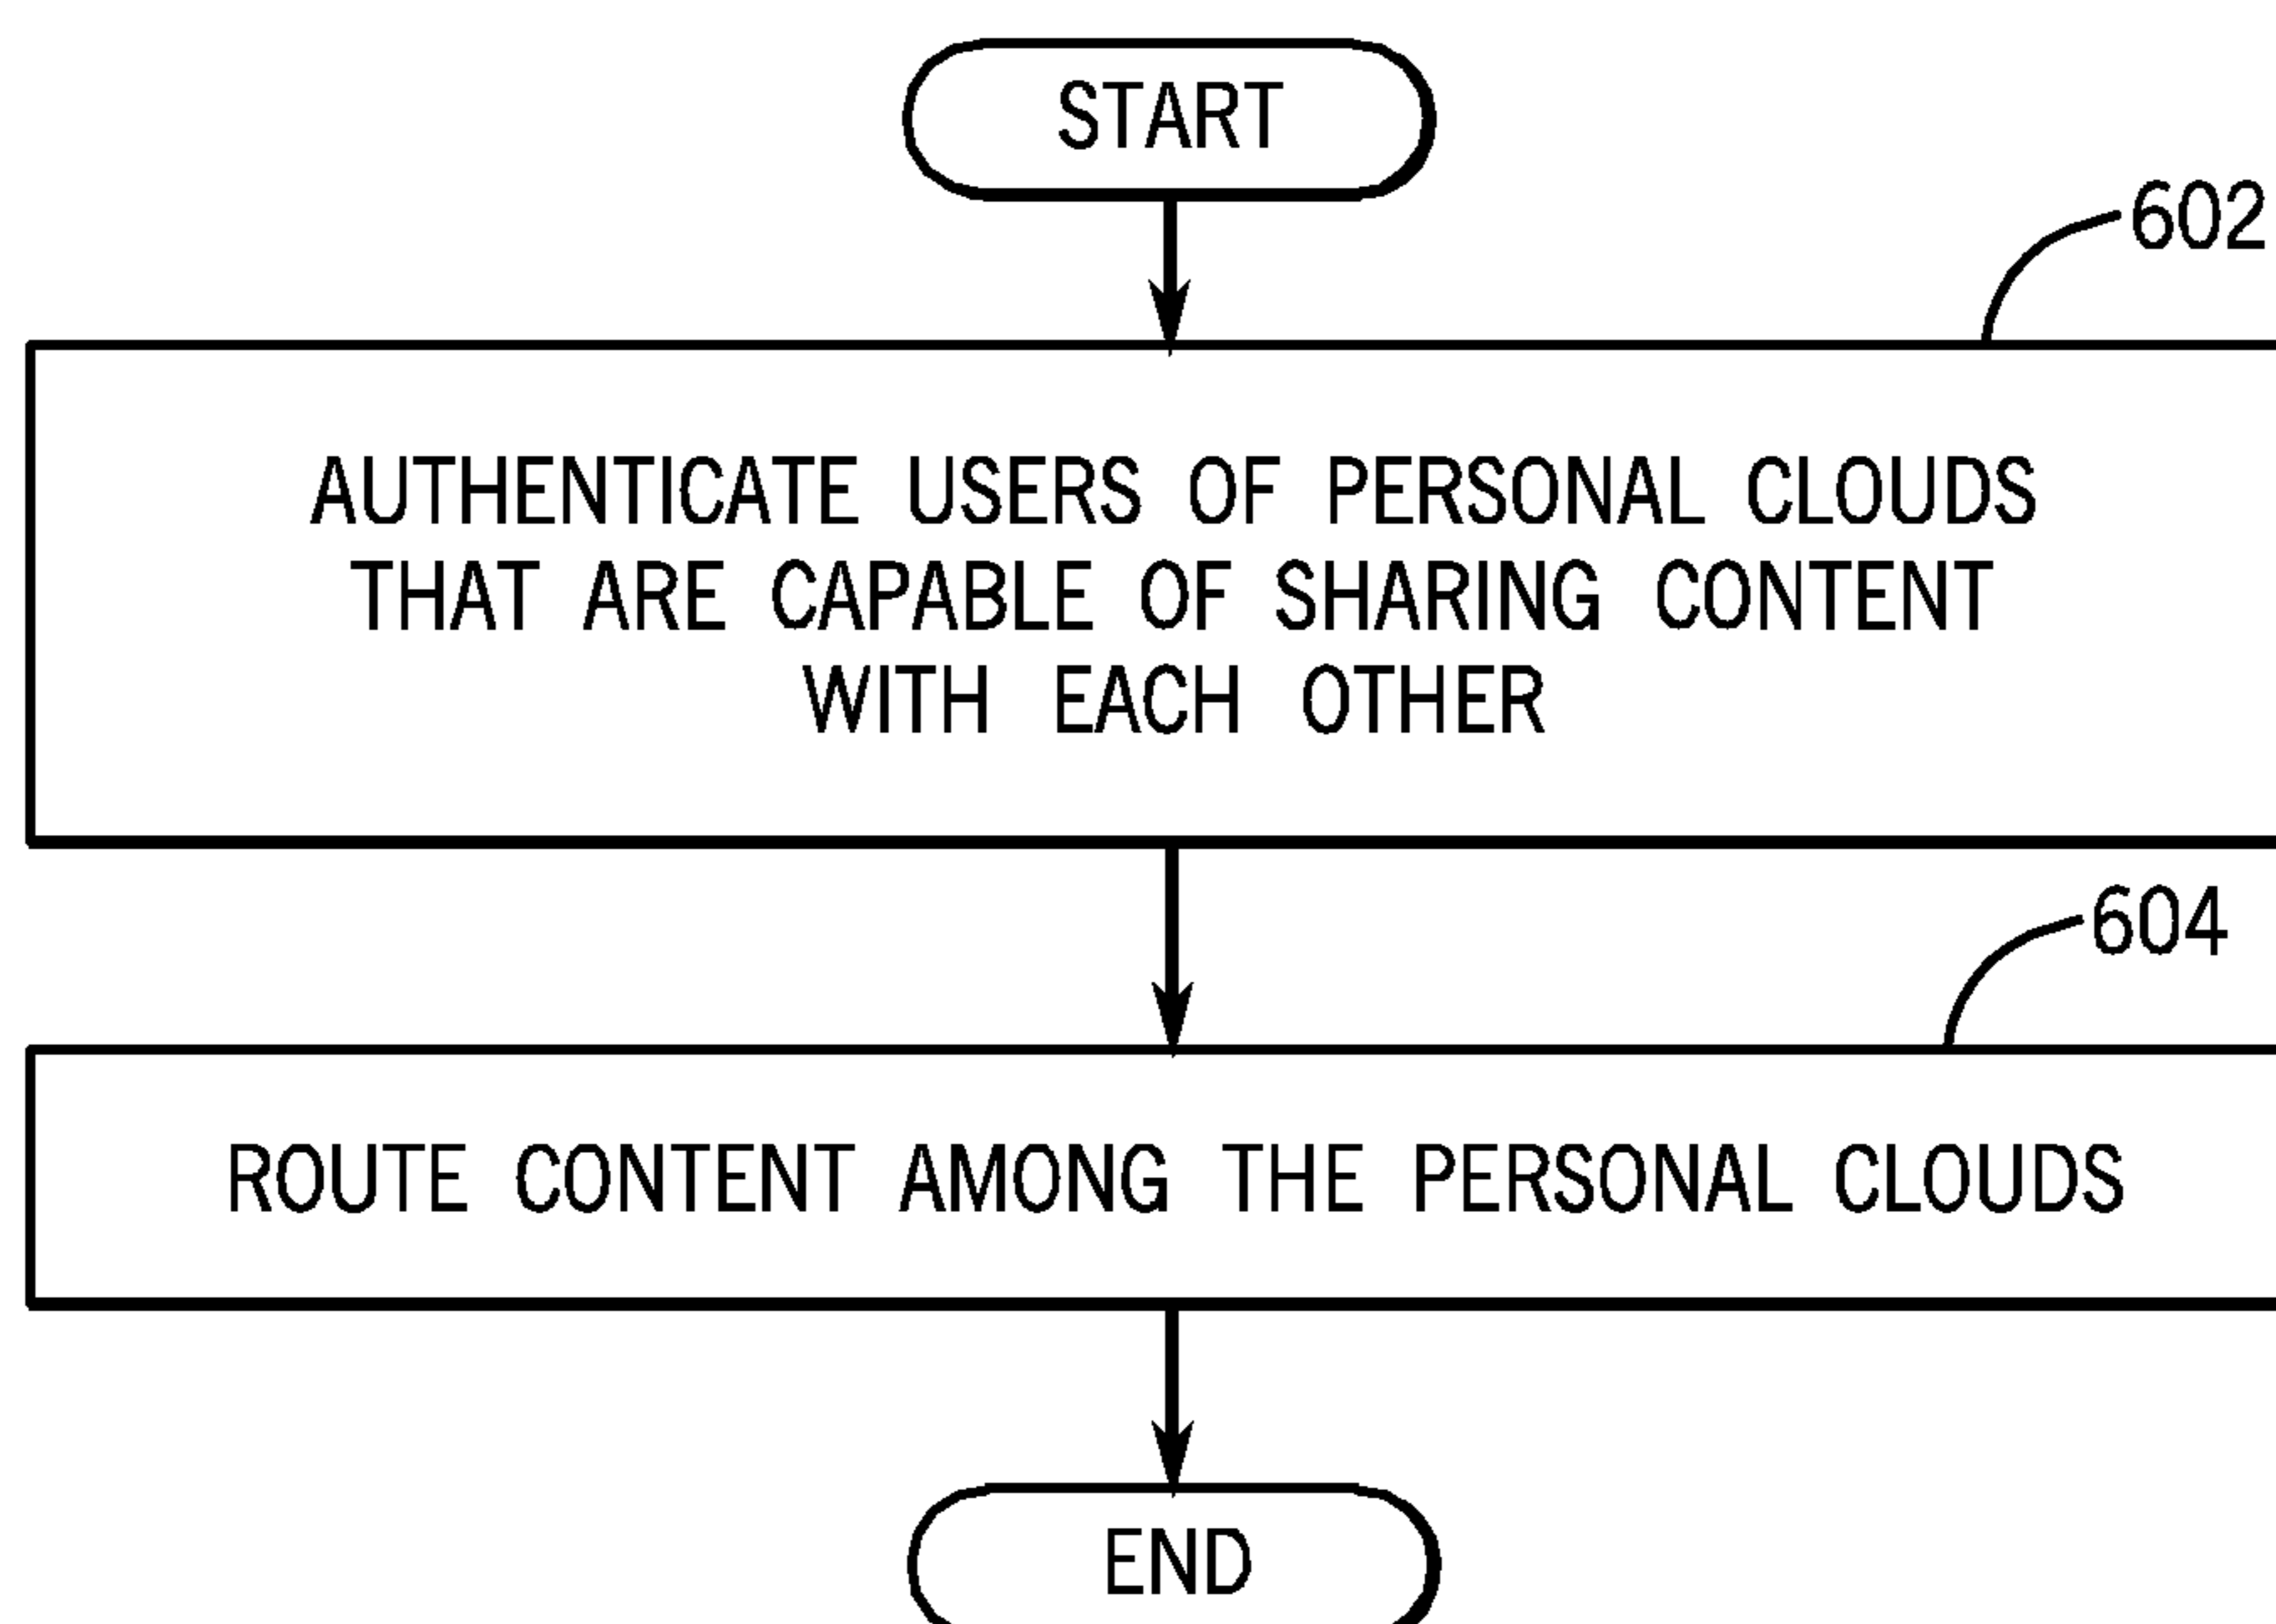 START
602
AUTHENTICATE USERS OF PERSONAL CLOUDS
THAT ARE CAPABLE OF SHARING CONTENT
WITH EACH OTHER
604
ROUTE CONTENT AMONG THE PERSONAL CLOUDS
END